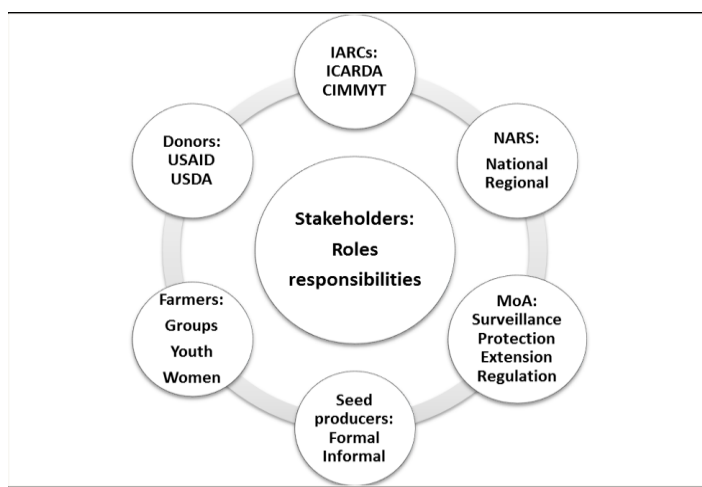 IARCs:
ICARDA
CIMMYT
NARS:
National
Regional
MoA:
Surveillance
Protection
Extension
Regulation
Seed
producers:
Formal
Informal
Farmers:
Groups
Youth
Women
Donors:
USAID
USDA
Stakeholders:
Roles
responsibilities